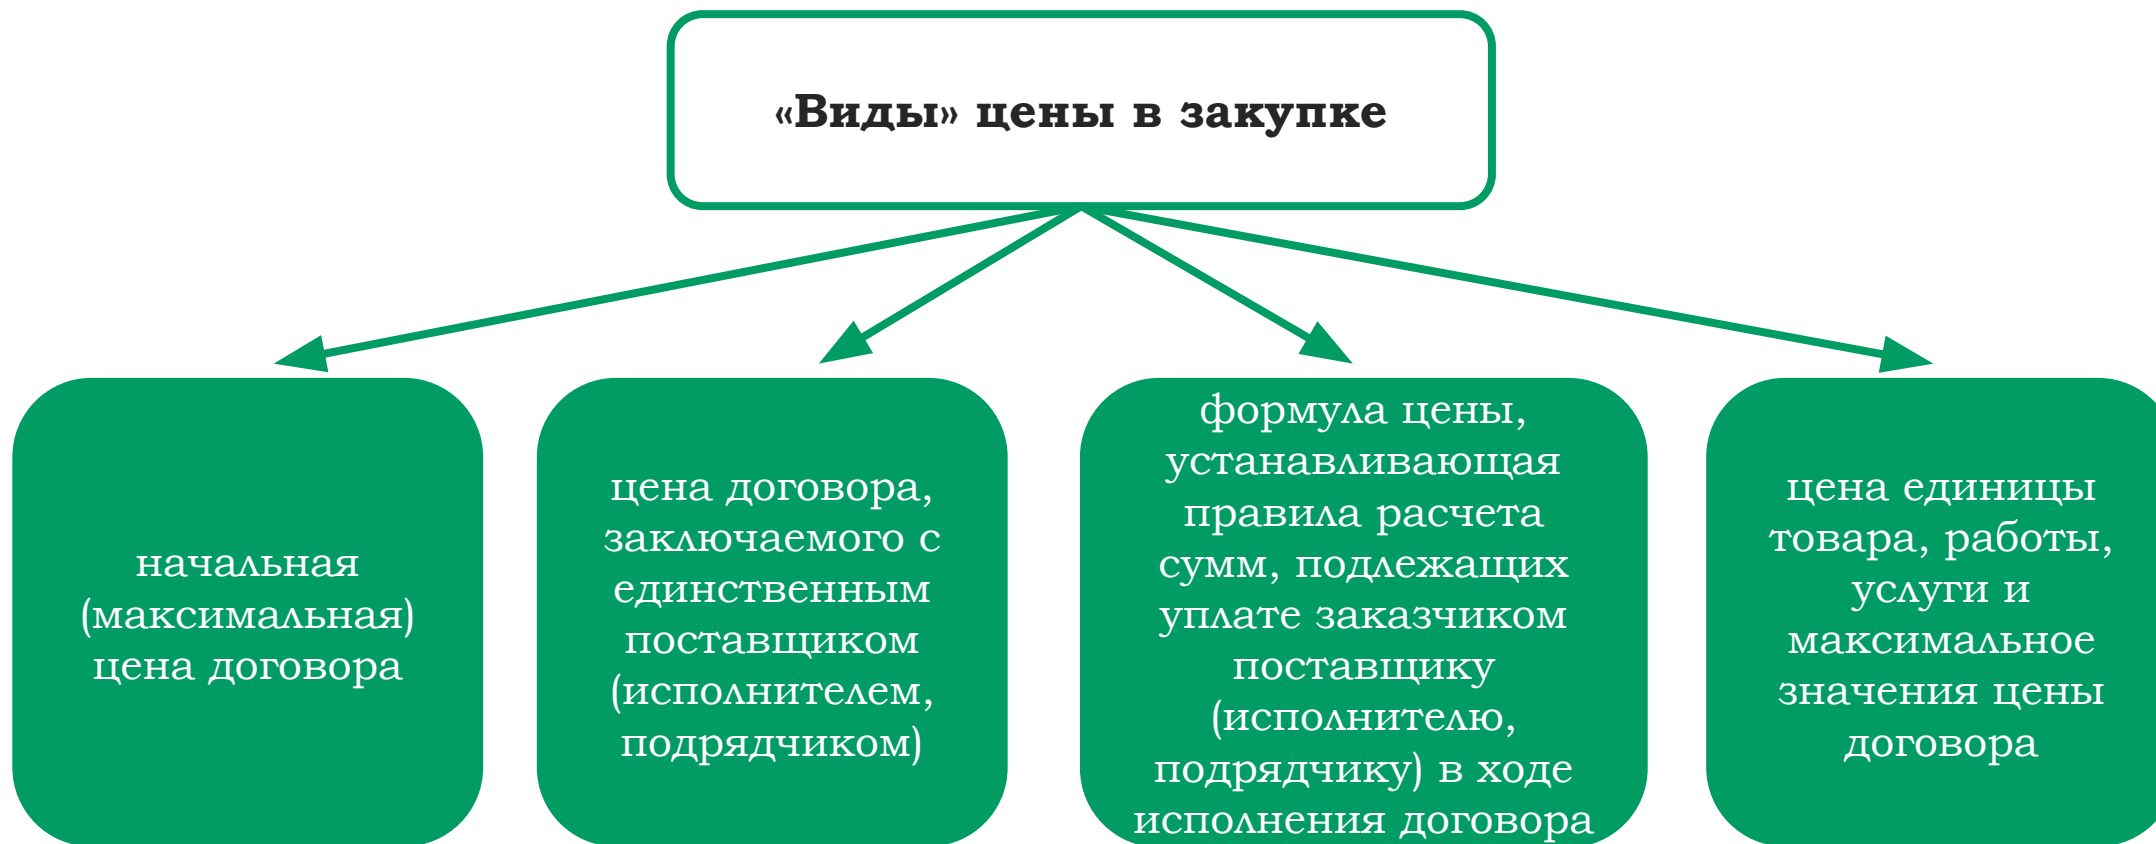 «Виды» цены в закупке
начальная
(максимальная)
цена договора
цена договора,
заключаемого с
единственным
поставщиком
(исполнителем,
подрядчиком)
формула цены,
устанавливающая
правила расчета
сумм, подлежащих
уплате заказчиком
поставщику
(исполнителю,
подрядчику) в ходе
исполнения договора
цена единицы
товара, работы,
услуги и
максимальное
значения цены
договора